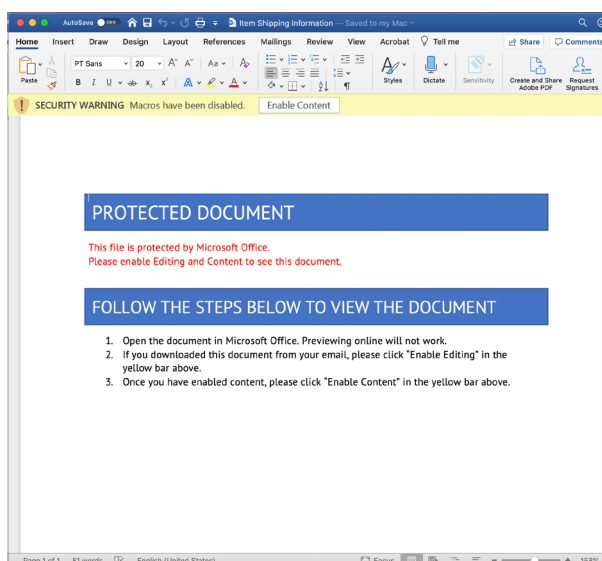 AutoSave OFF Item Shipping Information — Saved to my Mac
Home Insert Draw Design Layout References Mailings Review View Acrobat Tell me Share Comments
PT Sans 20 A^ A˅ Aa A
Paste B I U ab x₂ x² A A Styles Dictate Sensitivity Create and Share Adobe PDF Request Signatures
SECURITY WARNING Macros have been disabled. Enable Content
PROTECTED DOCUMENT
This file is protected by Microsoft Office.
Please enable Editing and Content to see this document.
FOLLOW THE STEPS BELOW TO VIEW THE DOCUMENT
1. Open the document in Microsoft Office. Previewing online will not work.
2. If you downloaded this document from your email, please click "Enable Editing" in the
yellow bar above.
3. Once you have enabled content, please click "Enable Content" in the yellow bar above.
Page 1 of 1 81 words English (United States) Focus 158%